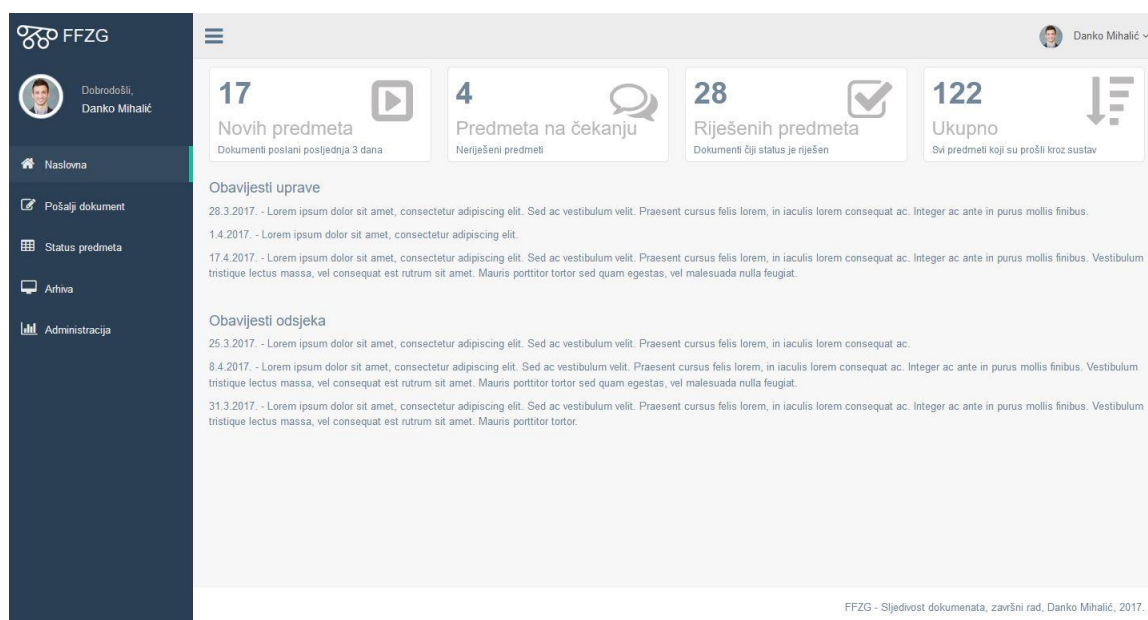 FFZG
Danko Mihalić
Dobrodošli,
Danko Mihalić
Naslovna
Pošalji dokument
Status predmeta
Arhiva
Administracija
17
Novih predmeta
Dokumenti poslani posljednja 3 dana
4
Predmeta na čekanju
Neriješeni predmeti
28
Riješenih predmeta
Dokumenti čiji status je riješen
122
Ukupno
Svi predmeti koji su prošli kroz sustav
Obavijesti uprave
28.3.2017. - Lorem ipsum dolor sit amet, consectetur adipiscing elit. Sed ac vestibulum velit. Praesent cursus felis lorem, in iaculis lorem consequat ac. Integer ac ante in purus mollis finibus.
1.4.2017. - Lorem ipsum dolor sit amet, consectetur adipiscing elit.
17.4.2017. - Lorem ipsum dolor sit amet, consectetur adipiscing elit. Sed ac vestibulum velit. Praesent cursus felis lorem, in iaculis lorem consequat ac. Integer ac ante in purus mollis finibus. Vestibulum
tristique lectus massa, vel consequat est rutrum sit amet. Mauris porttitor tortor sed quam egestas, vel malesuada nulla feugiat.
Obavijesti odsjeka
25.3.2017. - Lorem ipsum dolor sit amet, consectetur adipiscing elit. Sed ac vestibulum velit. Praesent cursus felis lorem, in iaculis lorem consequat ac.
8.4.2017. - Lorem ipsum dolor sit amet, consectetur adipiscing elit. Sed ac vestibulum velit. Praesent cursus felis lorem, in iaculis lorem consequat ac. Integer ac ante in purus mollis finibus. Vestibulum
tristique lectus massa, vel consequat est rutrum sit amet. Mauris porttitor tortor sed quam egestas, vel malesuada nulla feugiat.
31.3.2017. - Lorem ipsum dolor sit amet, consectetur adipiscing elit. Sed ac vestibulum velit. Praesent cursus felis lorem, in iaculis lorem consequat ac. Integer ac ante in purus mollis finibus. Vestibulum
tristique lectus massa, vel consequat est rutrum sit amet. Mauris porttitor tortor.
FFZG - Sljedivost dokumenata, završni rad, Danko Mihalić, 2017.